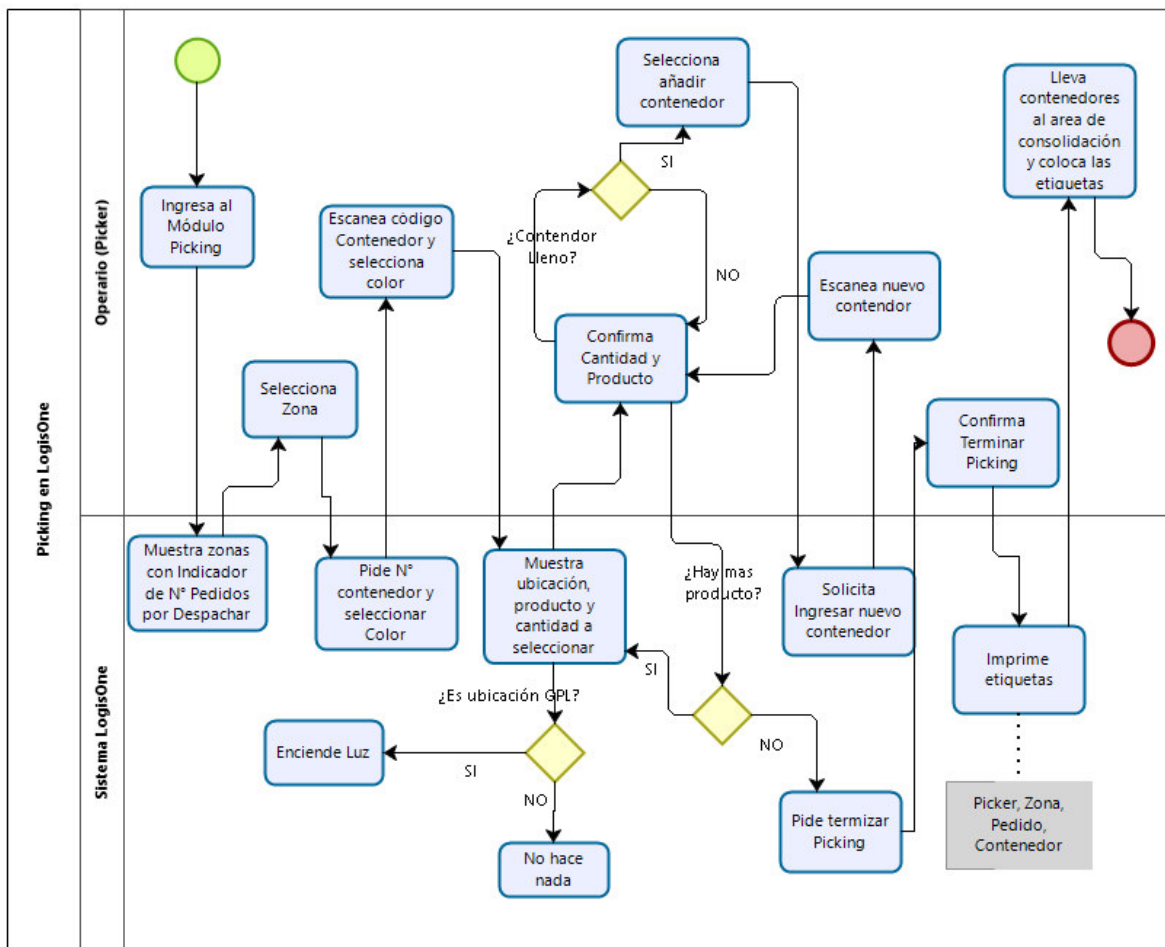 Picking en LogisOne
Operario (Picker)
Ingresa al
Módulo
Picking
Escanea código
Contenedor y
selecciona
color
Selecciona
Zona
Selecciona
añadir
contenedor
SI
¿Contendor
Lleno?
NO
Confirma
Cantidad y
Producto
Escanea nuevo
contendor
Lleva
contenedores
al area de
consolidación
y coloca las
etiquetas
Confirma
Terminar
Picking
Sistema LogisOne
Muestra zonas
con Indicador
de N° Pedidos
por Despachar
Pide N°
contenedor y
seleccionar
Color
Muestra
ubicación,
producto y
cantidad a
seleccionar
¿Hay mas
producto?
Solicita
Ingresar nuevo
contenedor
Imprime
etiquetas
SI
¿Es ubicación GPL?
NO
Enciende Luz
SI
NO
No hace
nada
Pide termizar
Picking
Picker, Zona,
Pedido,
Contenedor